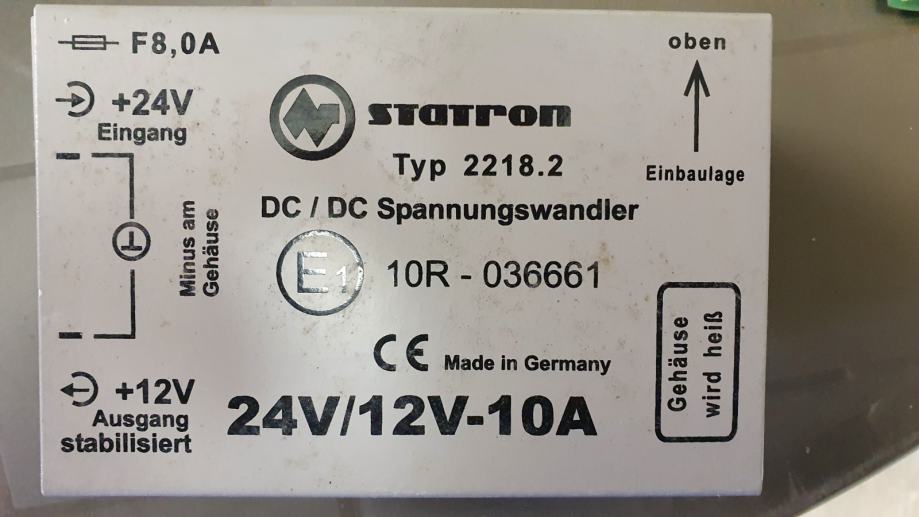 F8,0A
oben
+24V
Eingang
STATRON
Typ 2218.2
Einbaulage
DC / DC Spannungswandler
Minus am
Gehäuse
E1
10R - 036661
Gehäuse
wird heiß
CE Made in Germany
+12V
Ausgang
stabilisiert
24V/12V-10A